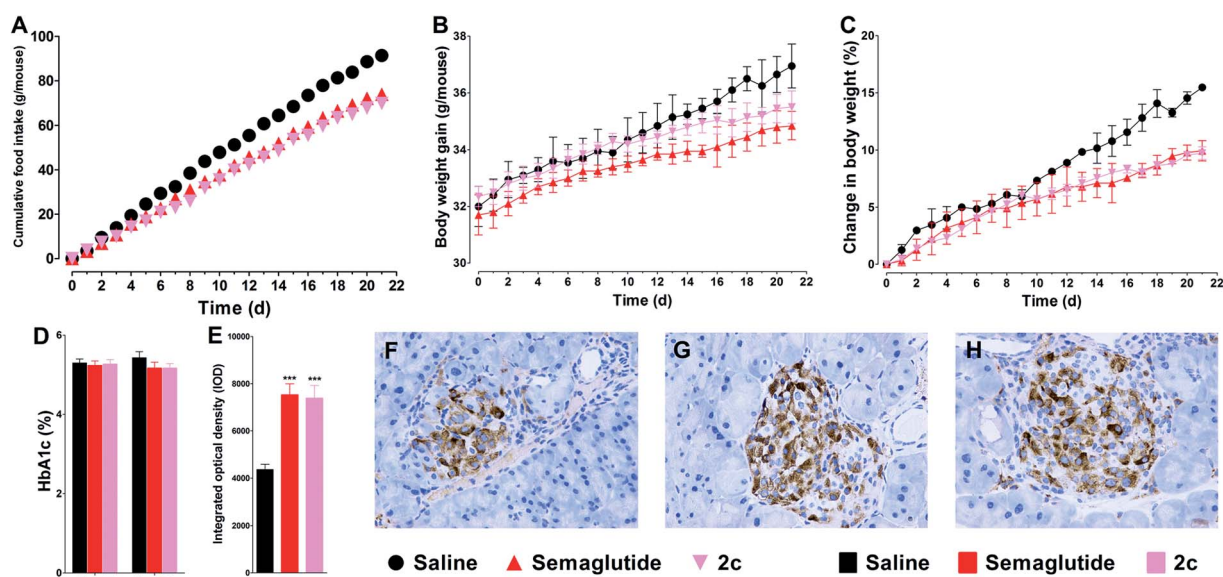 A
Cumulative food intake (g/mouse)
100
80
60
40
20
0
0 2 4 6 8 10 12 14 16 18 20 22
Time (d)
B
Body weight gain (g/mouse)
36
34
32
30
0 2 4 6 8 10 12 14 16 18 20 22
Time (d)
C
Change in body weight (%)
20
15
10
5
0
0 2 4 6 8 10 12 14 16 18 20 22
Time (d)
D
HbA1c (%)
6
4
2
0
E
Integrated optical density (IOD)
10000
8000
6000
4000
2000
0
*** ***
F
G
H
Saline Semaglutide 2c
Saline Semaglutide 2c